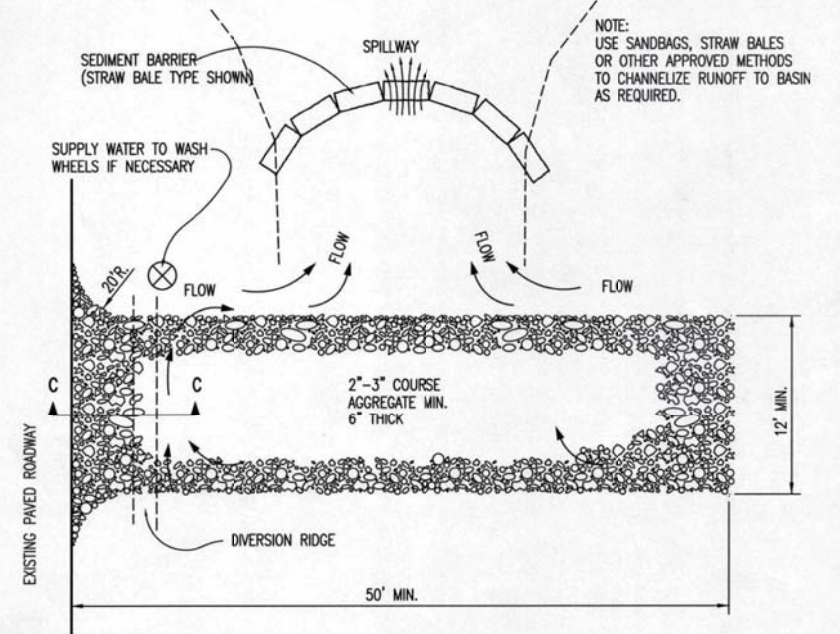 NOTE:
USE SANDBAGS, STRAW BALES
OR OTHER APPROVED METHODS
TO CHANNELIZE RUNOFF TO BASIN
AS REQUIRED.
SPILLWAY
SEDIMENT BARRIER
(STRAW BALE TYPE SHOWN)
SUPPLY WATER TO WASH
WHEELS IF NECESSARY
20'R.
FLOW
FLOW
FLOW
FLOW
C
C
2"-3" COURSE
AGGREGATE MIN.
6" THICK
12' MIN.
EXISTING PAVED ROADWAY
DIVERSION RIDGE
50' MIN.